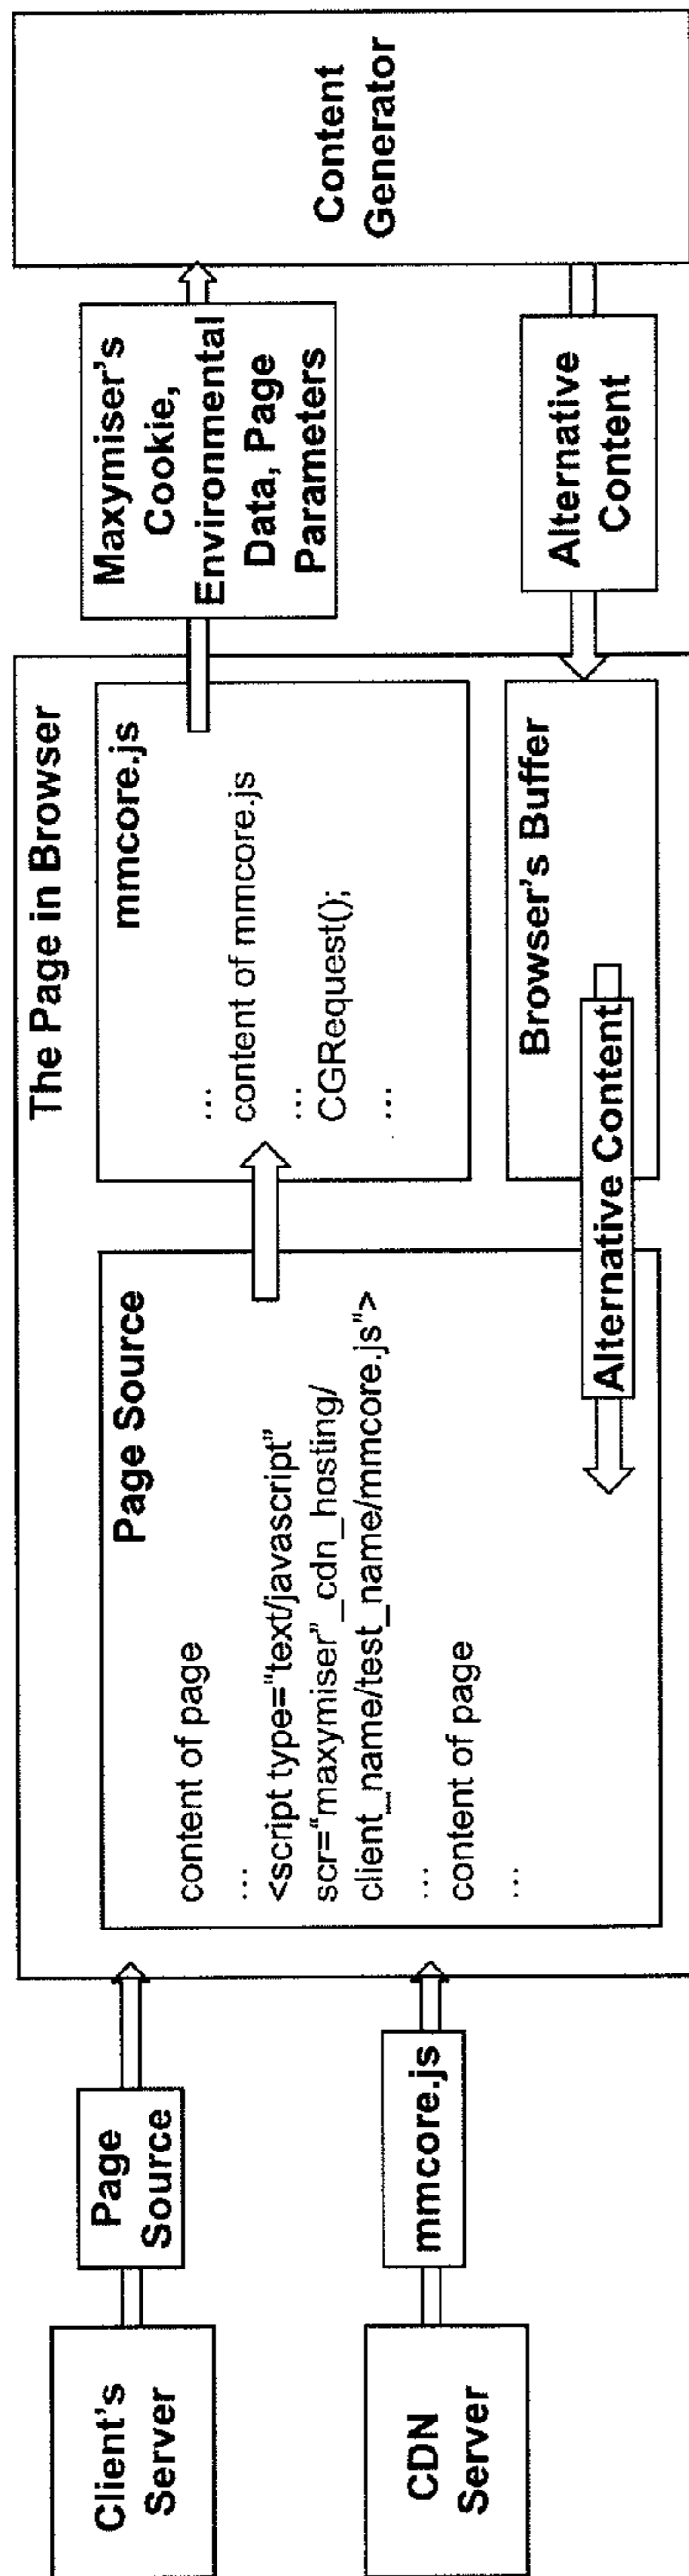 Client's
Server
Page
Source
CDN
Server
mmcore.js
The Page in Browser
Page Source
content of page
...
<script type="text/javascript"
scr="maxymiser"_cdn_hosting/
client_name/test_name/mmcore.js">
...
content of page
...
mmcore.js
...
content of mmcore.js
...
CGRequest();
...
Browser's Buffer
Alternative Content
Maxymiser's
Cookie,
Environmental
Data, Page
Parameters
Alternative
Content
Content
Generator